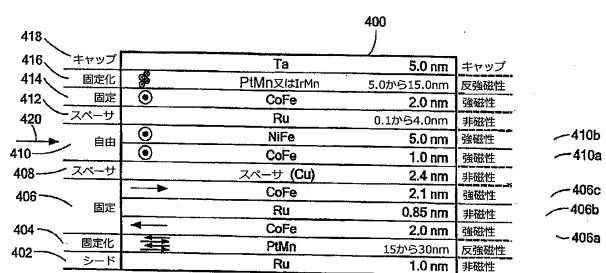 400
418 キャップ Ta 5.0 nm キャップ
416 固定化 PtMn又はIrMn 5.0から15.0nm 反強磁性
414 固定 CoFe 2.0 nm 強磁性
412 スペーサ Ru 0.1から4.0nm 非磁性
420
410 自由 NiFe 5.0 nm 強磁性 410b
CoFe 1.0 nm 強磁性 410a
408 スペーサ スペーサ (Cu) 2.4 nm 非磁性
406 固定 CoFe 2.1 nm 強磁性 406c
Ru 0.85 nm 非磁性 406b
CoFe 2.0 nm 強磁性 406a
404 固定化 PtMn 15から30nm 反強磁性
402 シード Ru 1.0 nm 非磁性